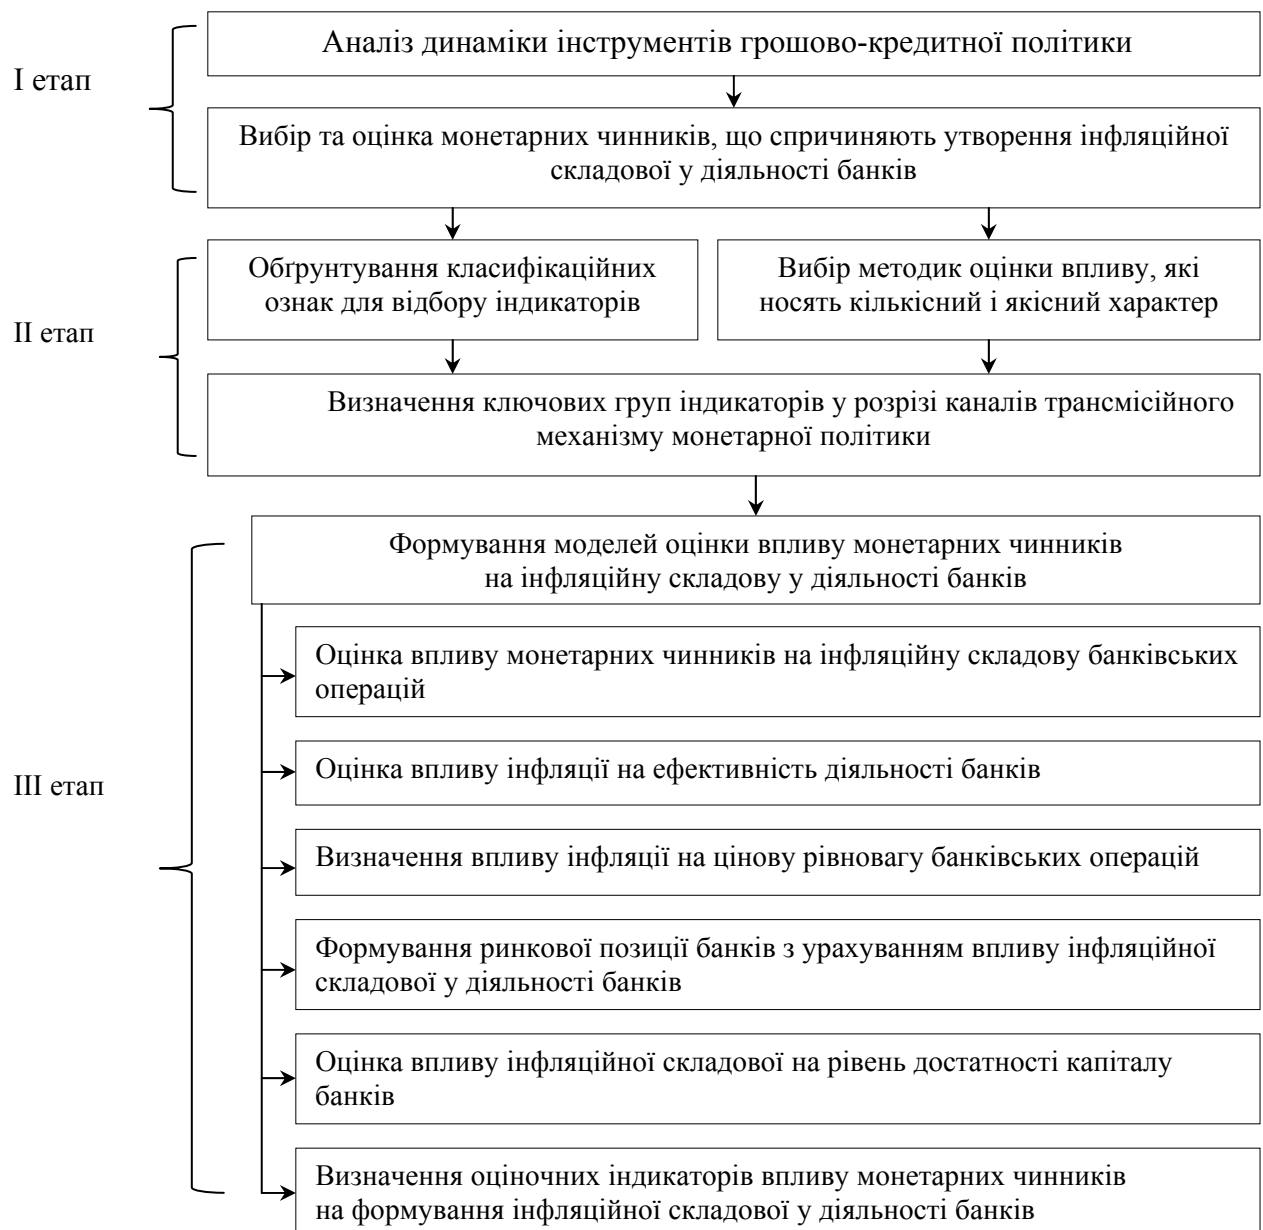 І етап
Аналіз динаміки інструментів грошово-кредитної політики
Вибір та оцінка монетарних чинників, що спричиняють утворення інфляційної
складової у діяльності банків
ІІ етап
Обґрунтування класифікаційних
ознак для відбору індикаторів
Вибір методик оцінки впливу, які
носять кількісний і якісний характер
Визначення ключових груп індикаторів у розрізі каналів трансмісійного
механізму монетарної політики
ІІІ етап
Формування моделей оцінки впливу монетарних чинників
на інфляційну складову у діяльності банків
Оцінка впливу монетарних чинників на інфляційну складову банківських
операцій
Оцінка впливу інфляції на ефективність діяльності банків
Визначення впливу інфляції на цінову рівновагу банківських операцій
Формування ринкової позиції банків з урахуванням впливу інфляційної
складової у діяльності банків
Оцінка впливу інфляційної складової на рівень достатності капіталу
банків
Визначення оціночних індикаторів впливу монетарних чинників
на формування інфляційної складової у діяльності банків